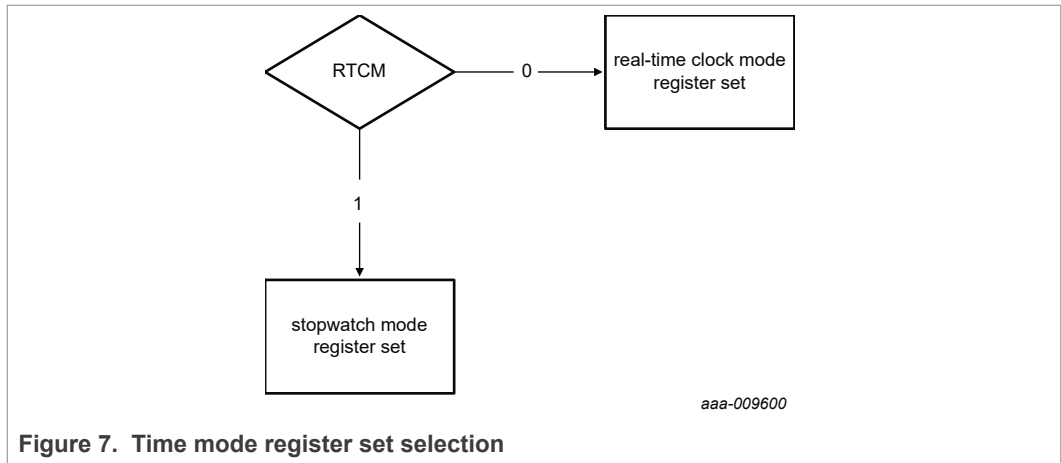 RTCM
0
real-time clock mode
register set
1
stopwatch mode
register set
aaa-009600
Figure 7. Time mode register set selection